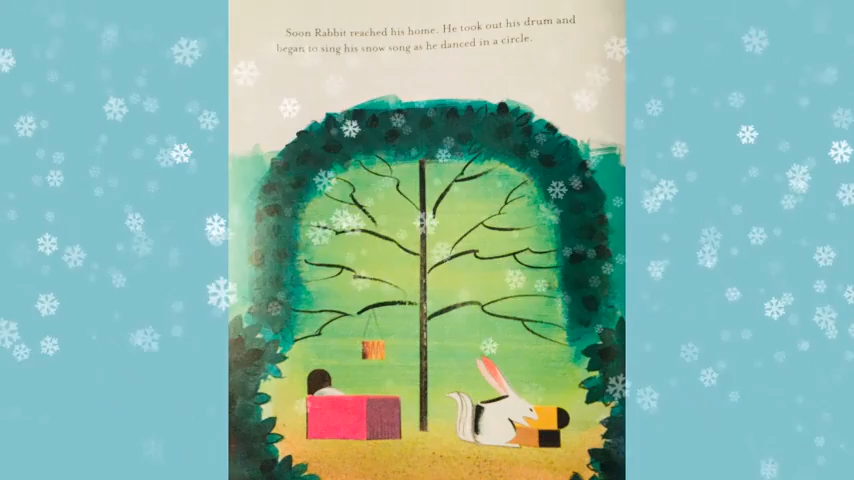 Soon Rabbit reached his home. He took out his drum and
began to sing his snow song as he danced in a circle.